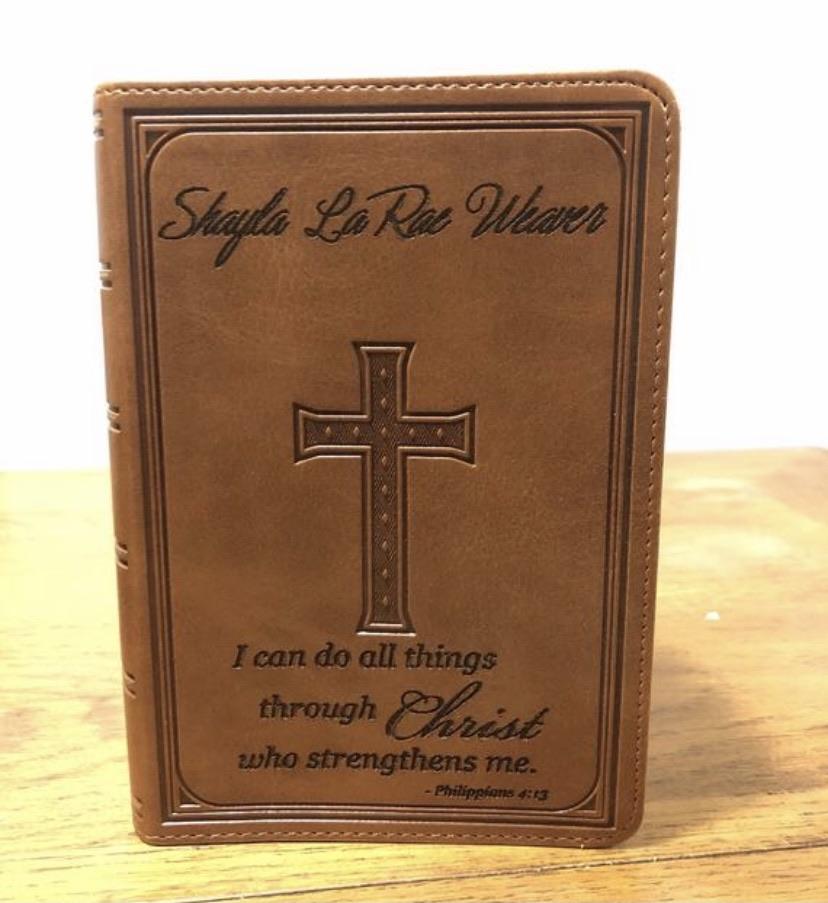 Shayla LaRae Weaver
I can do all things
through Christ
who strengthens me.
- Philippians 4:13